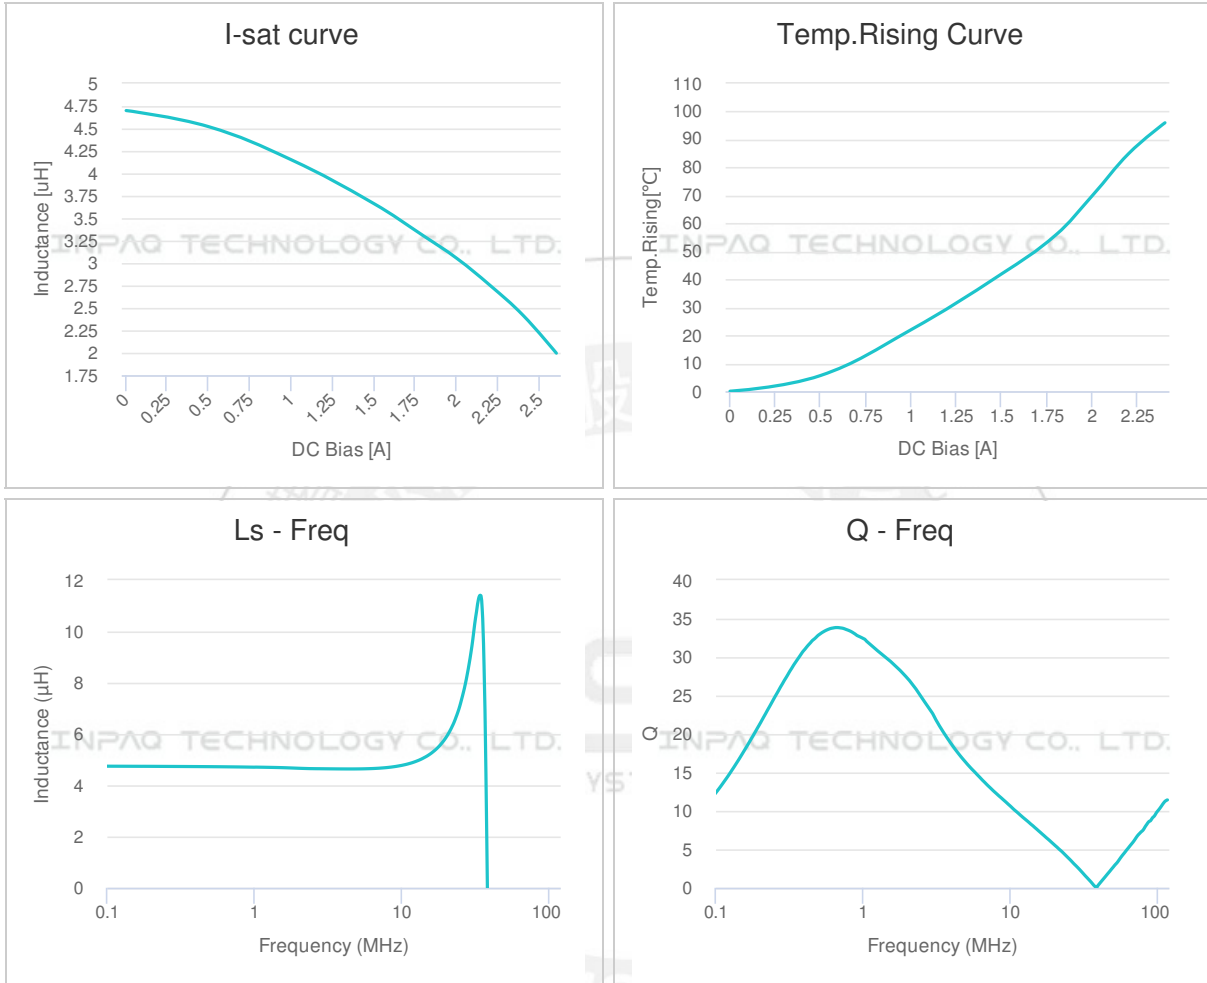 I-sat curve
Inductance [uH]
5
4.75
4.5
4.25
4
3.75
3.5
3.25
3
2.75
2.5
2.25
2
1.75
0 0.25 0.5 0.75 1 1.25 1.5 1.75 2 2.25 2.5
DC Bias [A]
INPAQ TECHNOLOGY CO., LTD.
Temp.Rising Curve
Temp.Rising[℃]
110
100
90
80
70
60
50
40
30
20
10
0
0 0.25 0.5 0.75 1 1.25 1.5 1.75 2 2.25
DC Bias [A]
INPAQ TECHNOLOGY CO., LTD.
Ls - Freq
Inductance (μH)
12
10
8
6
4
2
0
0.1 1 10 100
Frequency (MHz)
INPAQ TECHNOLOGY CO., LTD.
Q - Freq
Q
40
35
30
25
20
15
10
5
0
0.1 1 10 100
Frequency (MHz)
INPAQ TECHNOLOGY CO., LTD.